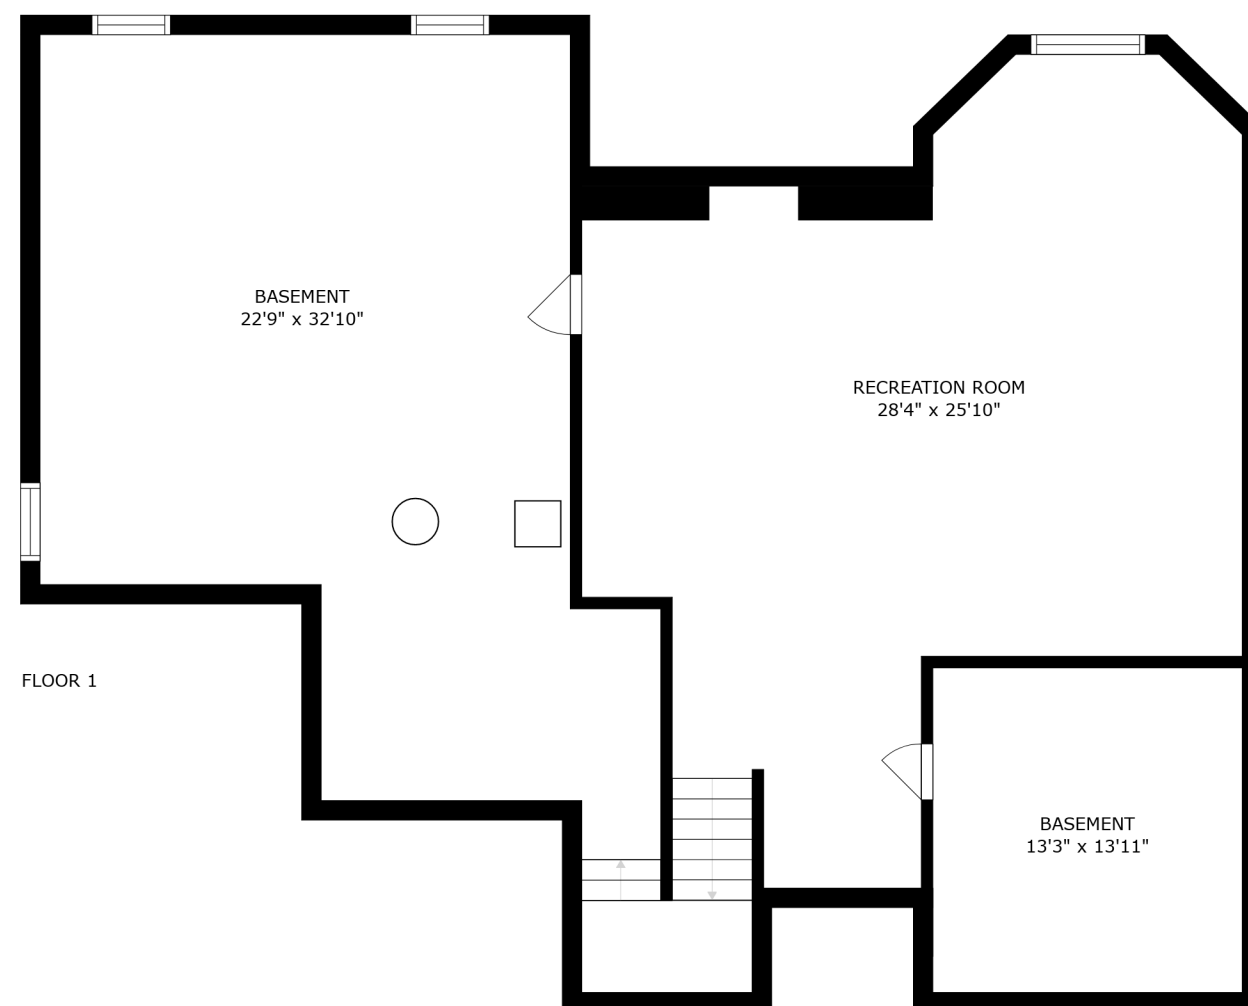 BASEMENT
22'9" x 32'10"
RECREATION ROOM
28'4" x 25'10"
FLOOR 1
BASEMENT
13'3" x 13'11"